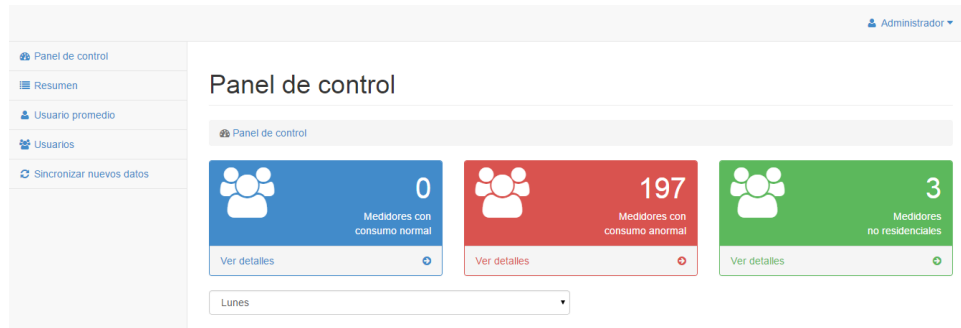 Administrador
Panel de control
Resumen
Usuario promedio
Usuarios
Sincronizar nuevos datos
Panel de control
Panel de control
0
Medidores con
consumo normal
Ver detalles
197
Medidores con
consumo anormal
Ver detalles
3
Medidores
no residenciales
Ver detalles
Lunes